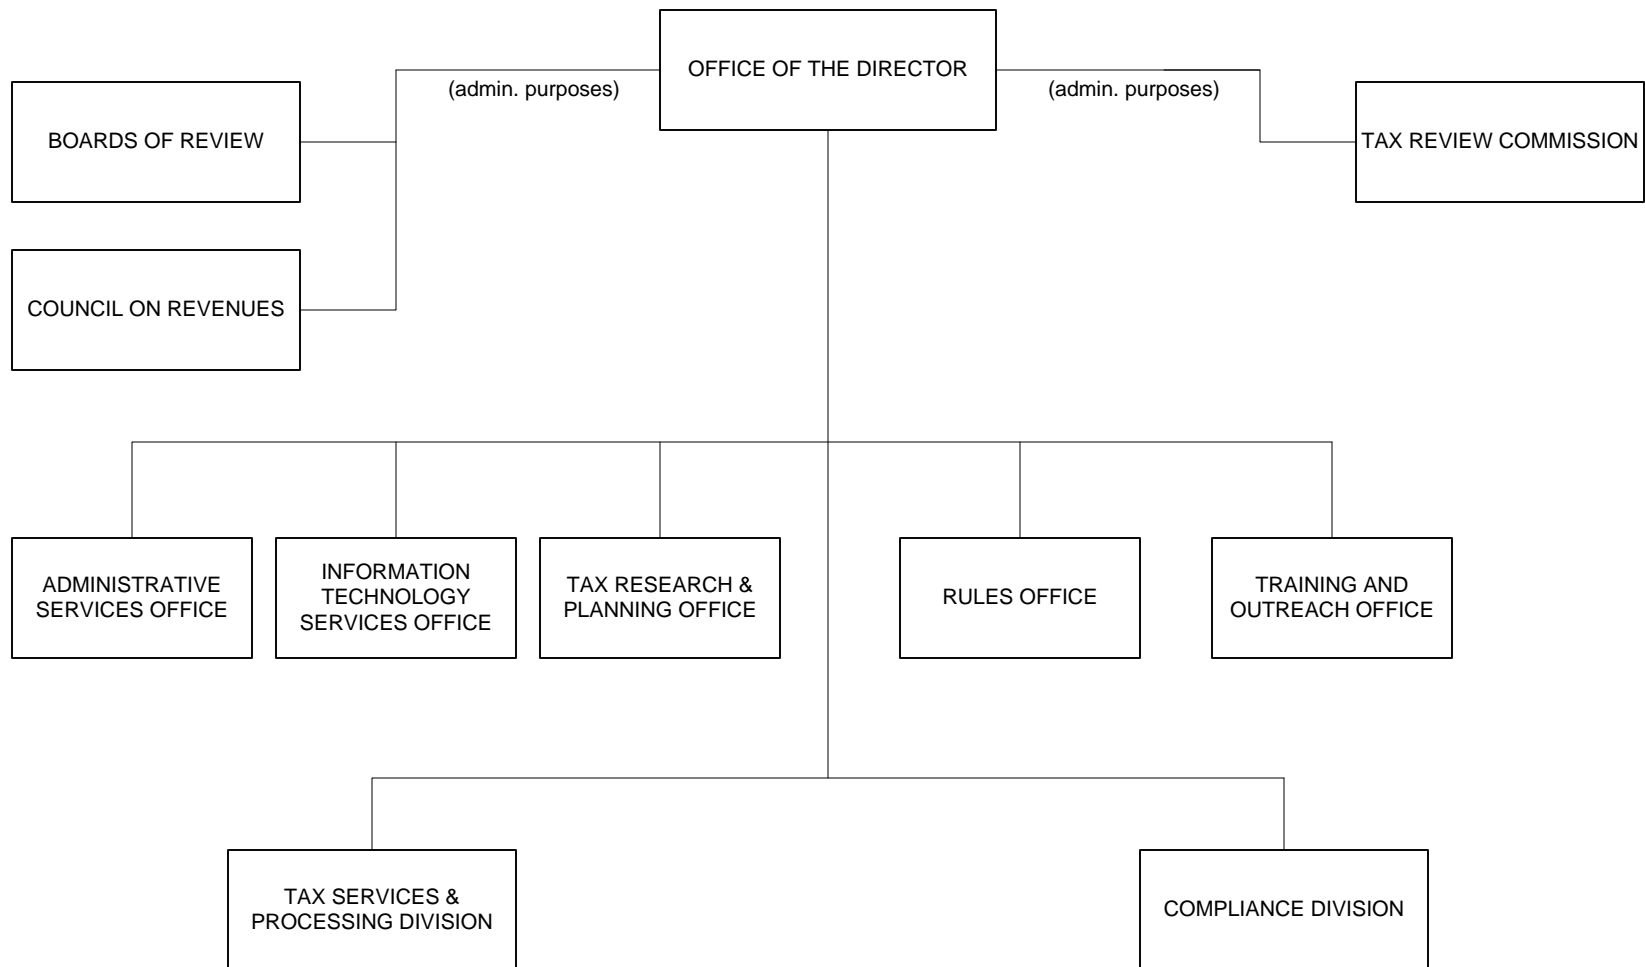 OFFICE OF THE DIRECTOR
(admin. purposes)
(admin. purposes)
BOARDS OF REVIEW
TAX REVIEW COMMISSION
COUNCIL ON REVENUES
ADMINISTRATIVE
SERVICES OFFICE
INFORMATION
TECHNOLOGY
SERVICES OFFICE
TAX RESEARCH &
PLANNING OFFICE
RULES OFFICE
TRAINING AND
OUTREACH OFFICE
TAX SERVICES &
PROCESSING DIVISION
COMPLIANCE DIVISION